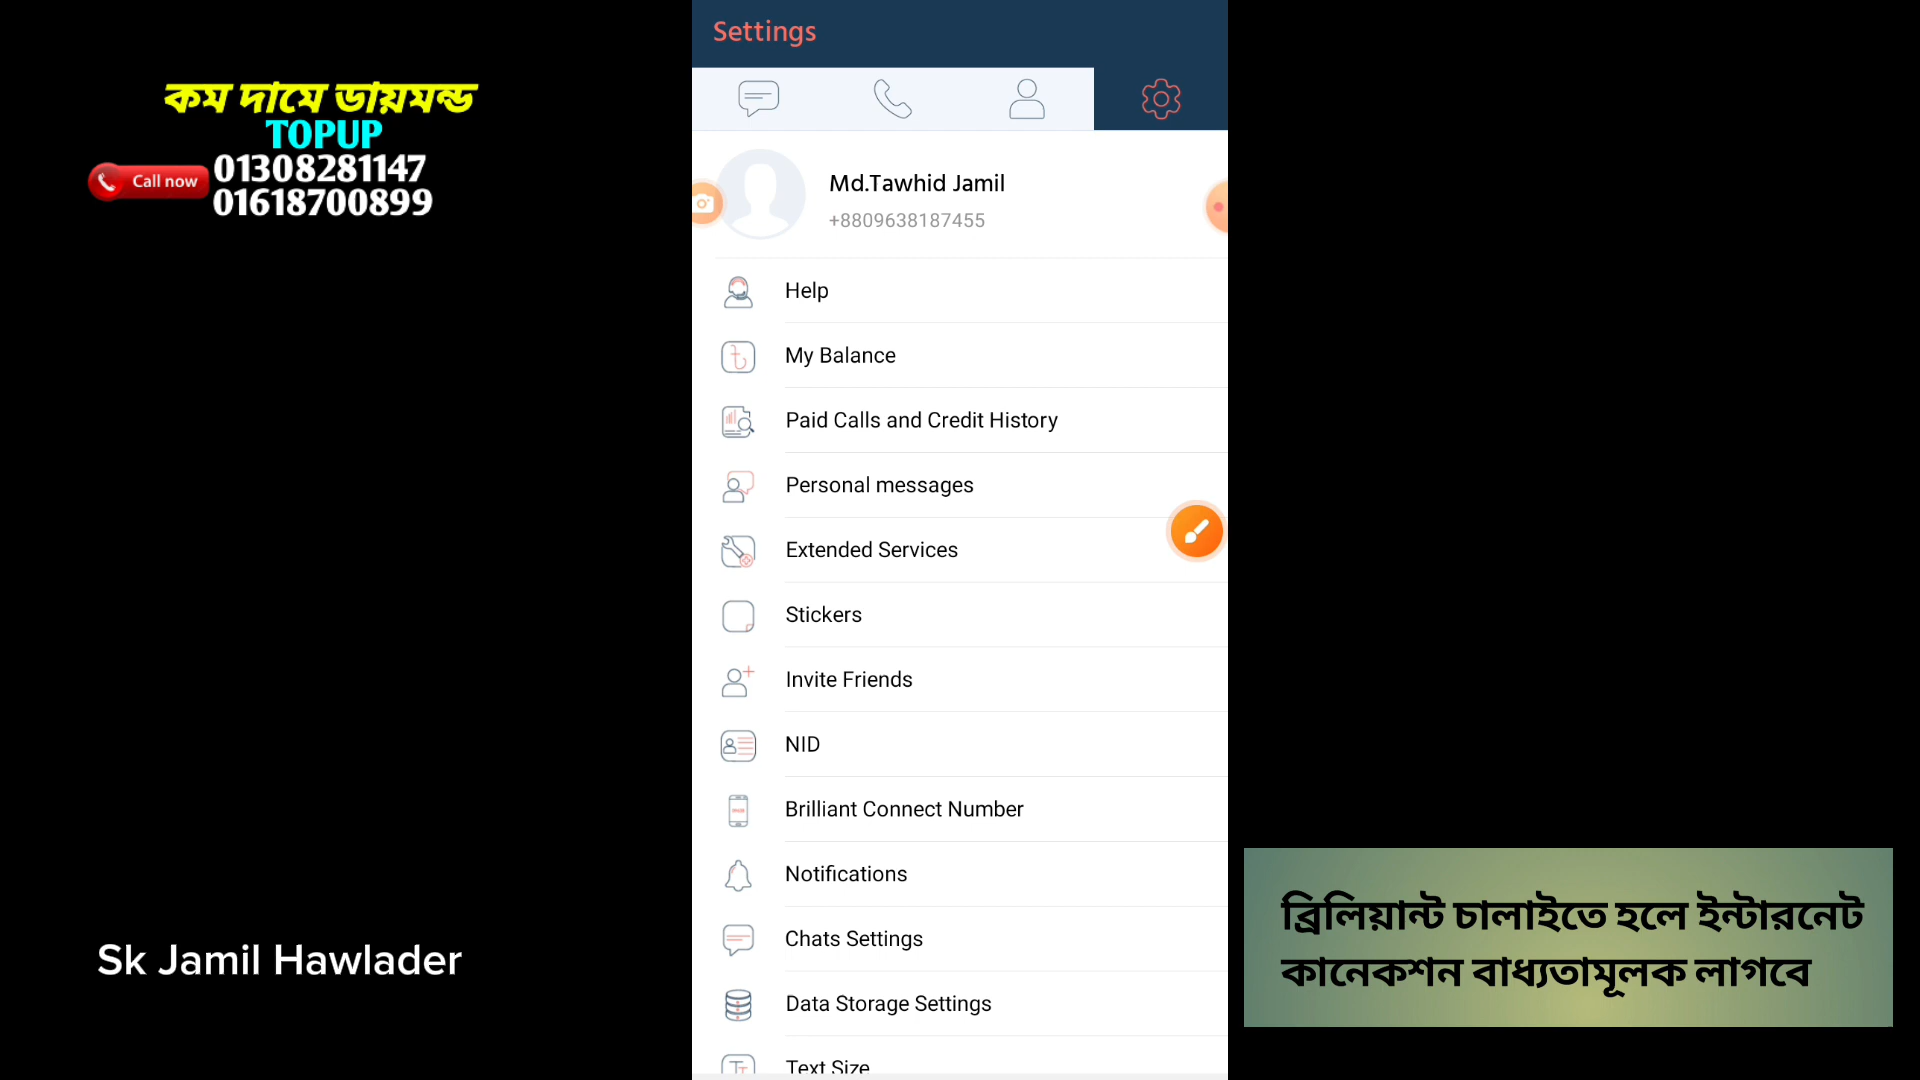 Settings
কম দামে ডায়মন্ড
TOPUP
Call now
01308281147
01618700899
Md.Tawhid Jamil
+8809638187455
Help
My Balance
Paid Calls and Credit History
Personal messages
Extended Services
Stickers
Invite Friends
NID
Brilliant Connect Number
Notifications
Chats Settings
Data Storage Settings
Text Size
Sk Jamil Hawlader
ব্রিলিয়ান্ট চালাইতে হলে ইন্টারনেট
কানেকশন বাধ্যতামূলক লাগবে